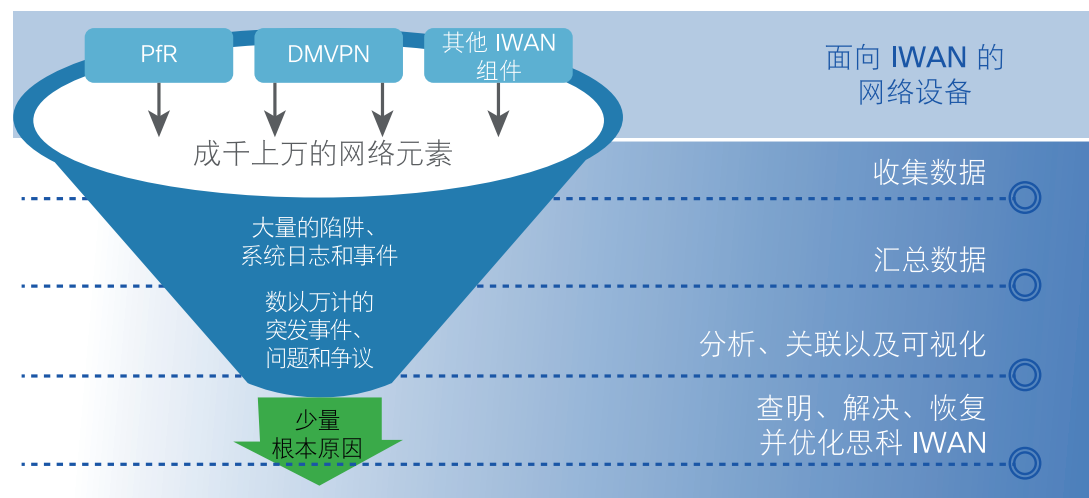 PfR
DMVPN
其他 IWAN
组件
面向 IWAN 的
网络设备
成千上万的网络元素
收集数据
大量的陷阱、
系统日志和事件
汇总数据
数以万计的
突发事件、
问题和争议
分析、关联以及可视化
少量
根本原因
查明、解决、恢复
并优化思科 IWAN